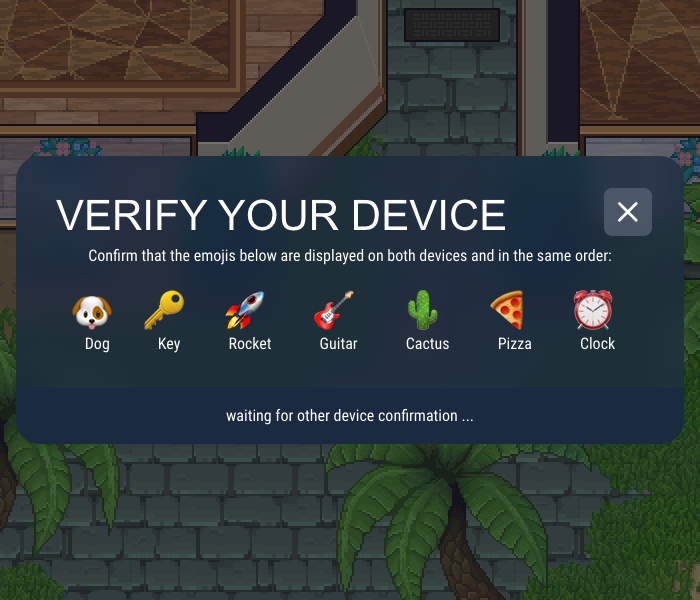 VERIFY YOUR DEVICE
Confirm that the emojis below are displayed on both devices and in the same order:
Dog Key Rocket Guitar Cactus Pizza Clock
waiting for other device confirmation ...